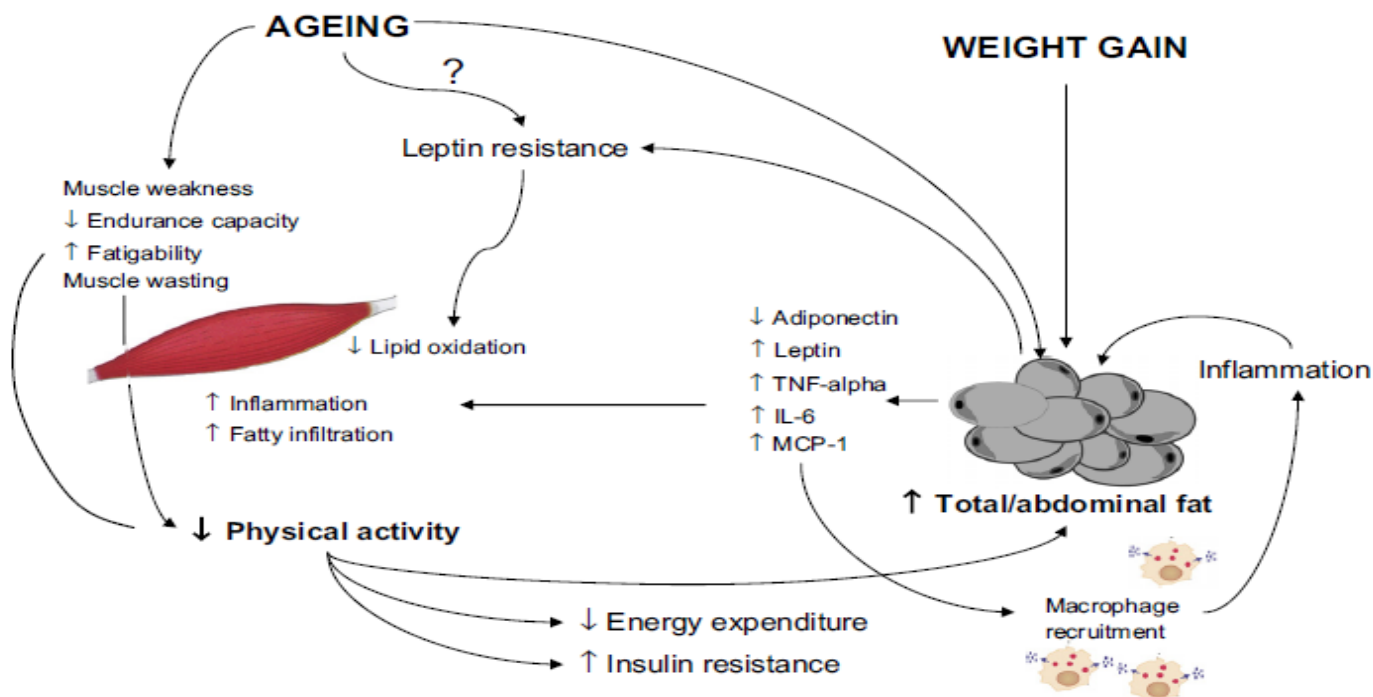 AGEING
WEIGHT GAIN
?
Leptin resistance
Muscle weakness
↓ Endurance capacity
↑ Fatigability
Muscle wasting
↓ Lipid oxidation
↑ Inflammation
↑ Fatty infiltration
↓ Adiponectin
↑ Leptin
↑ TNF-alpha
↑ IL-6
↑ MCP-1
Inflammation
↑ Total/abdominal fat
↓ Physical activity
Macrophage
recruitment
↓ Energy expenditure
↑ Insulin resistance